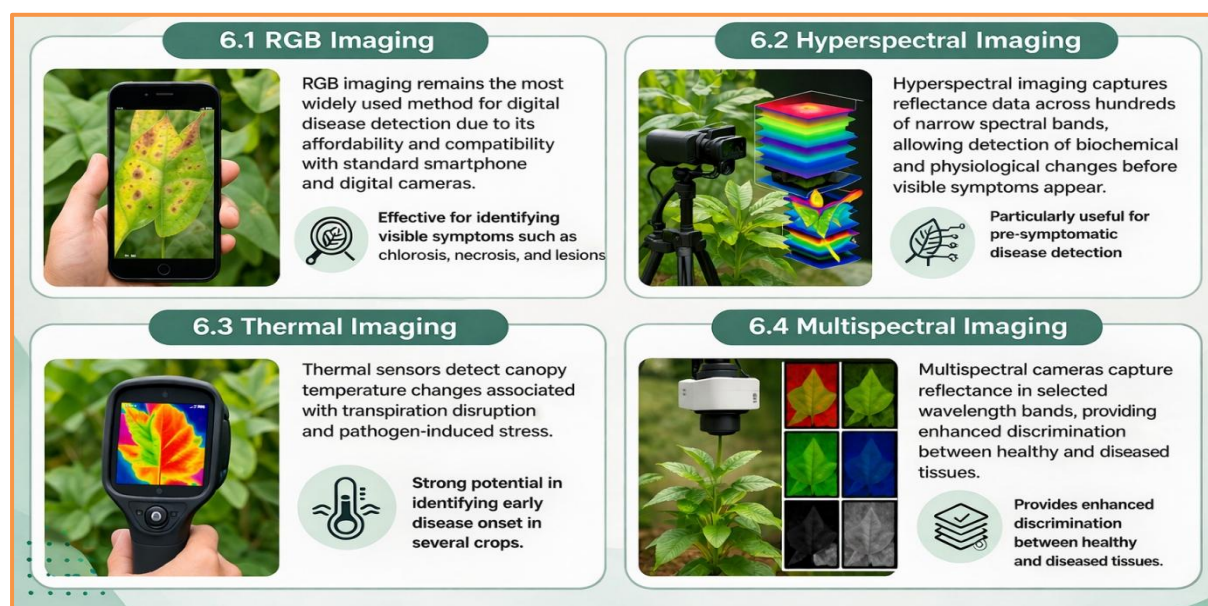 6.1 RGB Imaging
RGB imaging remains the most
widely used method for digital
disease detection due to its
affordability and compatibility
with standard smartphone
and digital cameras.
Effective for identifying
visible symptoms such as
chlorosis, necrosis, and lesions
6.2 Hyperspectral Imaging
Hyperspectral imaging captures
reflectance data across hundreds
of narrow spectral bands,
allowing detection of biochemical
and physiological changes before
visible symptoms appear.
Particularly useful for
pre-symptomatic
disease detection
6.3 Thermal Imaging
Thermal sensors detect canopy
temperature changes associated
with transpiration disruption
and pathogen-induced stress.
Strong potential in
identifying early
disease onset in
several crops.
6.4 Multispectral Imaging
Multispectral cameras capture
reflectance in selected
wavelength bands, providing
enhanced discrimination
between healthy and diseased
tissues.
Provides enhanced
discrimination
between healthy
and diseased tissues.